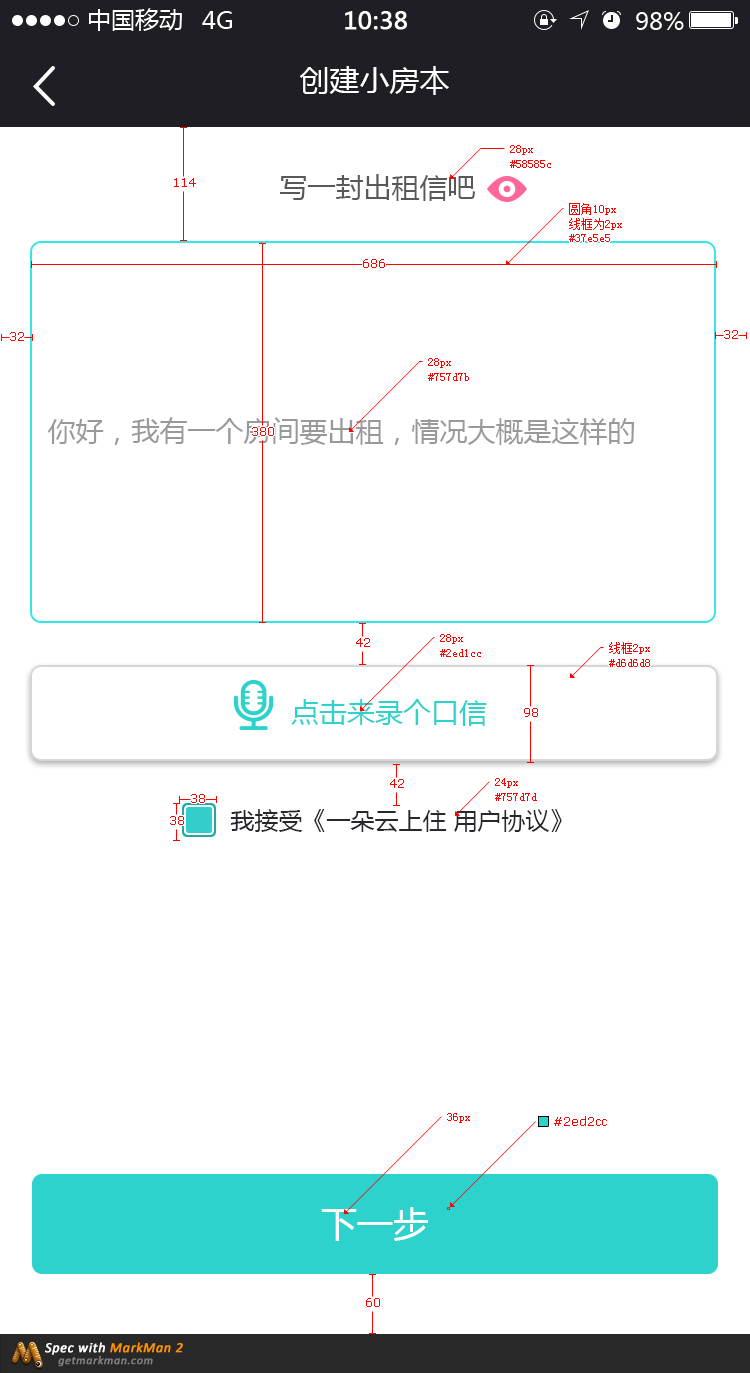 中国移动 4G 10:38 98%
创建小房本
28px
#58585c
114
写一封出租信吧
圆角10px
线框为2px
#37e5e5
686
32
32
28px
#757d7b
你好，我有一个房间要出租，情况大概是这样的
380
42
28px
#2ed1cc
线框2px
#d6d6d8
点击来录个口信
98
42
24px
#757d7d
38
38
我接受《一朵云上住 用户协议》
36px
#2ed2cc
下一步
60
Spec with MarkMan 2
getmarkman.com